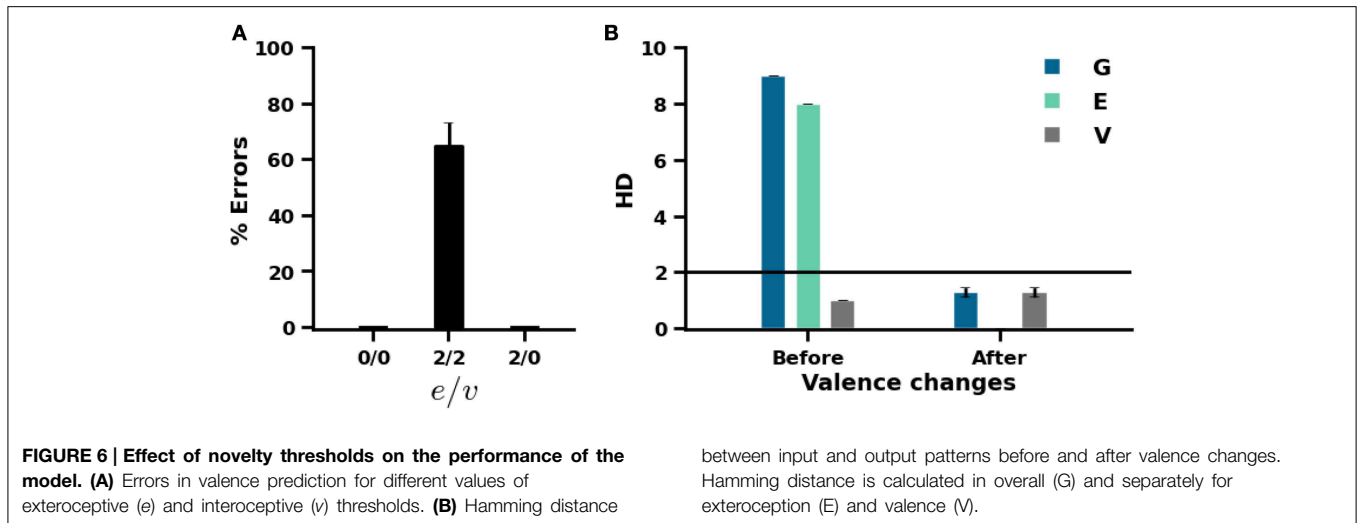 A
100
80
60
40
20
0
% Errors
0/0
2/2
2/0
e/v
B
10
8
6
4
2
0
HD
G
E
V
Before
After
Valence changes
FIGURE 6 | Effect of novelty thresholds on the performance of the
model. (A) Errors in valence prediction for different values of
exteroceptive (e) and interoceptive (v) thresholds. (B) Hamming distance
between input and output patterns before and after valence changes.
Hamming distance is calculated in overall (G) and separately for
exteroception (E) and valence (V).